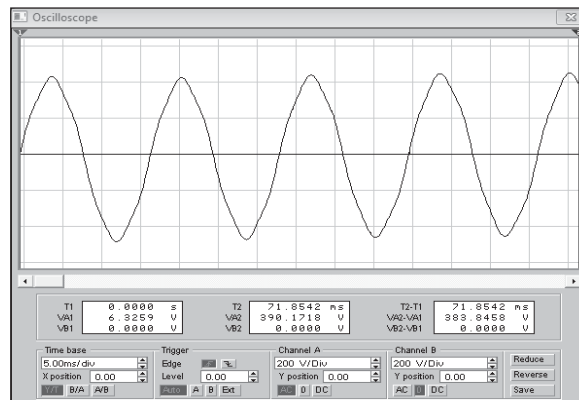 Oscilloscope
T1 0.0000 s T2 71.8542 ms T2-T1 71.8542 ms
VA1 6.3259 V VA2 390.1718 V VA2-VA1 383.8458 V
VB1 0.0000 V VB2 0.0000 V VB2-VB1 0.0000 V
Time base Trigger Channel A Channel B
5.00ms/div Edge 200 V/Div 200 V/Div Reduce
X position 0.00 Level 0.00 Y position 0.00 Y position 0.00 Reverse
Y/T B/A A/B Auto A B Ext AC 0 DC AC 0 DC Save